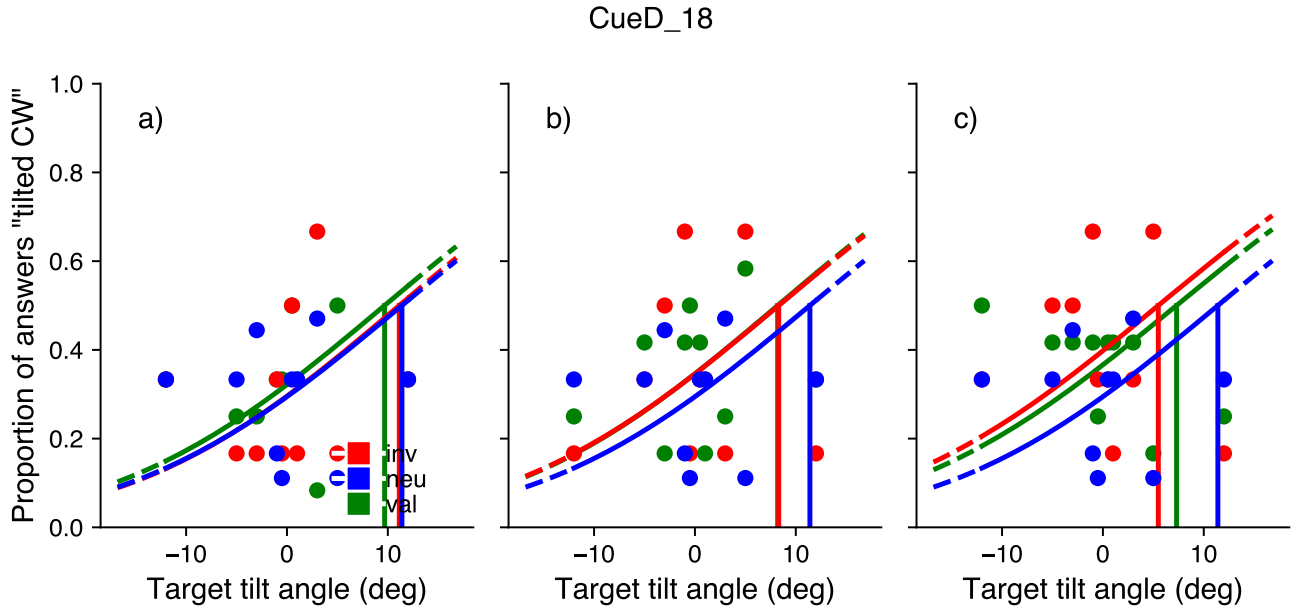 CueD_18
Proportion of answers "tilted CW"
1.0
0.8
0.6
0.4
0.2
0.0
a)
b)
c)
inv
neu
val
−10 0 10
−10 0 10
−10 0 10
Target tilt angle (deg)
Target tilt angle (deg)
Target tilt angle (deg)